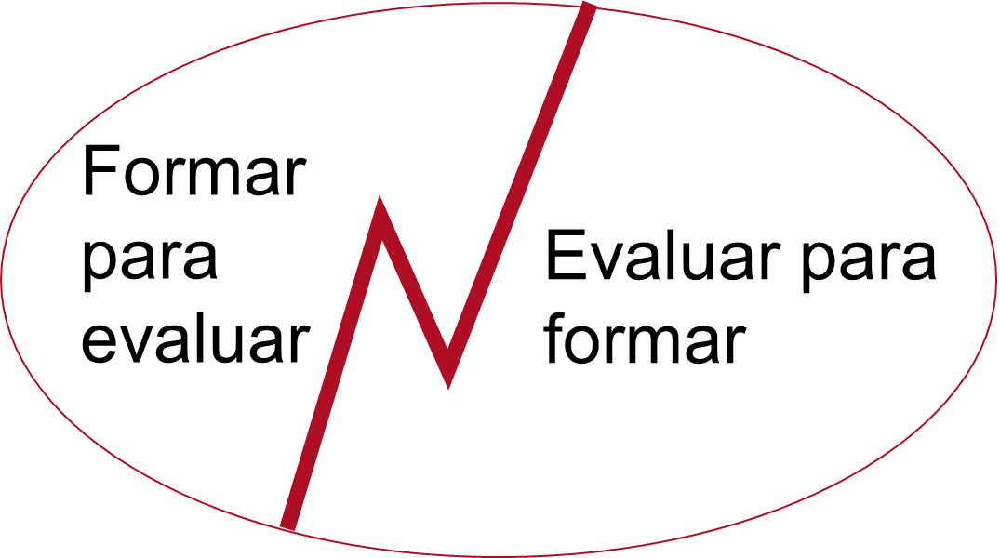 Formar
para
evaluar
Evaluar para
formar